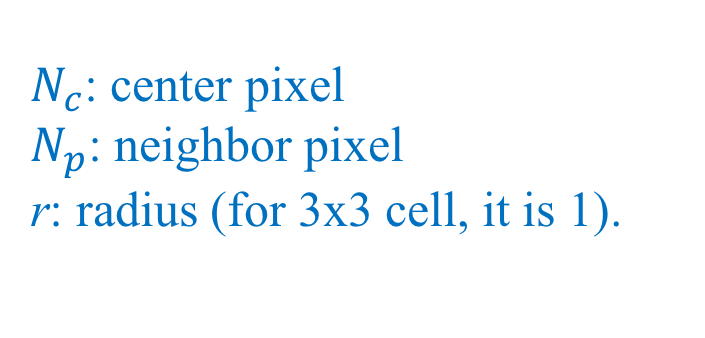 N_c: center pixel
N_p: neighbor pixel
r: radius (for 3x3 cell, it is 1).